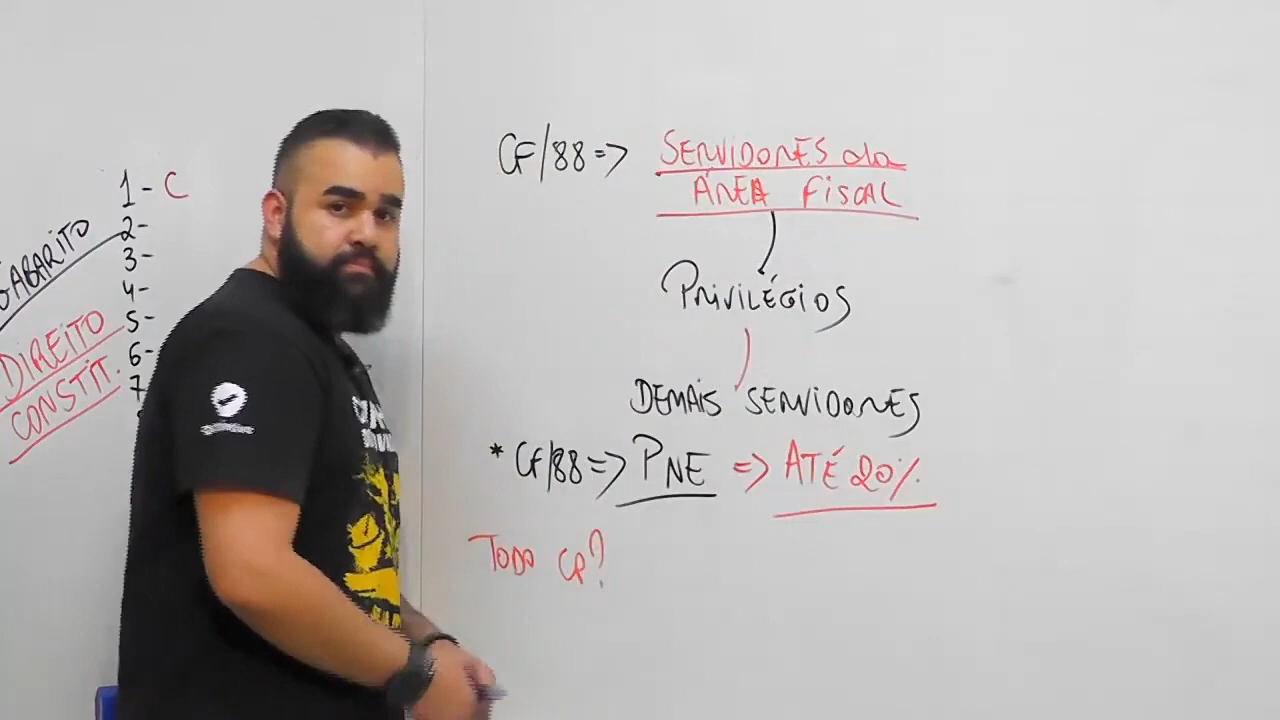 GABARITO
DIREITO
CONSTIT.
1- C
2-
3-
4-
5-
6-
7
CF/88=> SERVIDORES da
ÁREA FISCAL
PRIVILÉGIOS
DEMAIS SERVIDORES
* CF/88=> PNE => ATÉ 20%.
TODO CP?